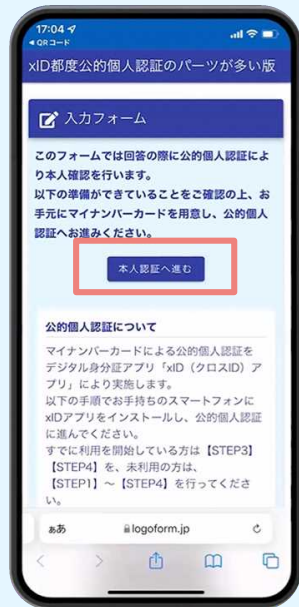 17:04
◀ QRコード
xID都度公的個人認証のパーツが多い版
入力フォーム
このフォームでは回答の際に公的個人認証によ
り本人確認を行います。
以下の準備ができていることをご確認の上、お
手元にマイナンバーカードを用意し、公的個人
認証へお進みください。
本人認証へ進む
公的個人認証について
マイナンバーカードによる公的個人認証を
デジタル身分証アプリ「xID（クロスID）ア
プリ」により実施します。
以下の手順でお手持ちのスマートフォンに
xIDアプリをインストールし、公的個人認証
に進んでください。
すでに利用を開始している方は【STEP3】
【STEP4】を、未利用の方は、
【STEP1】～【STEP4】を行ってくださ
い。
ぁあ logoform.jp